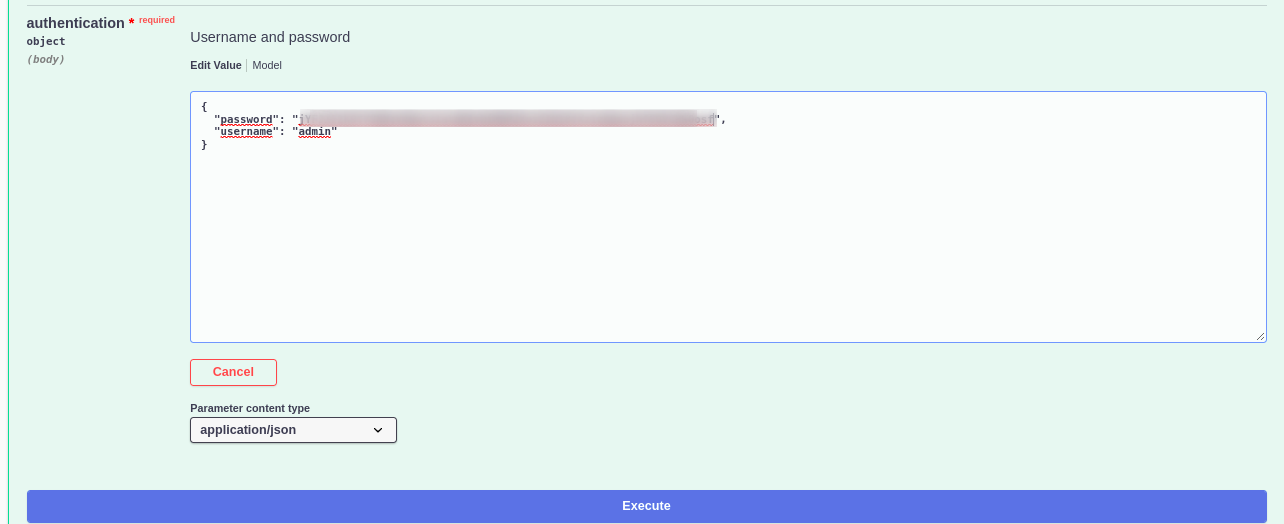 authentication * required
object
(body)
Username and password
Edit Value | Model
{
"password": "
"username": "admin"
}
Cancel
Parameter content type
application/json
Execute